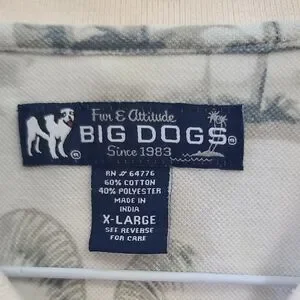 Fun & Attitude
BIG DOGS®
Since 1983
®
RN # 64776
60% COTTON
40% POLYESTER
MADE IN
INDIA
X-LARGE
SEE REVERSE
FOR CARE